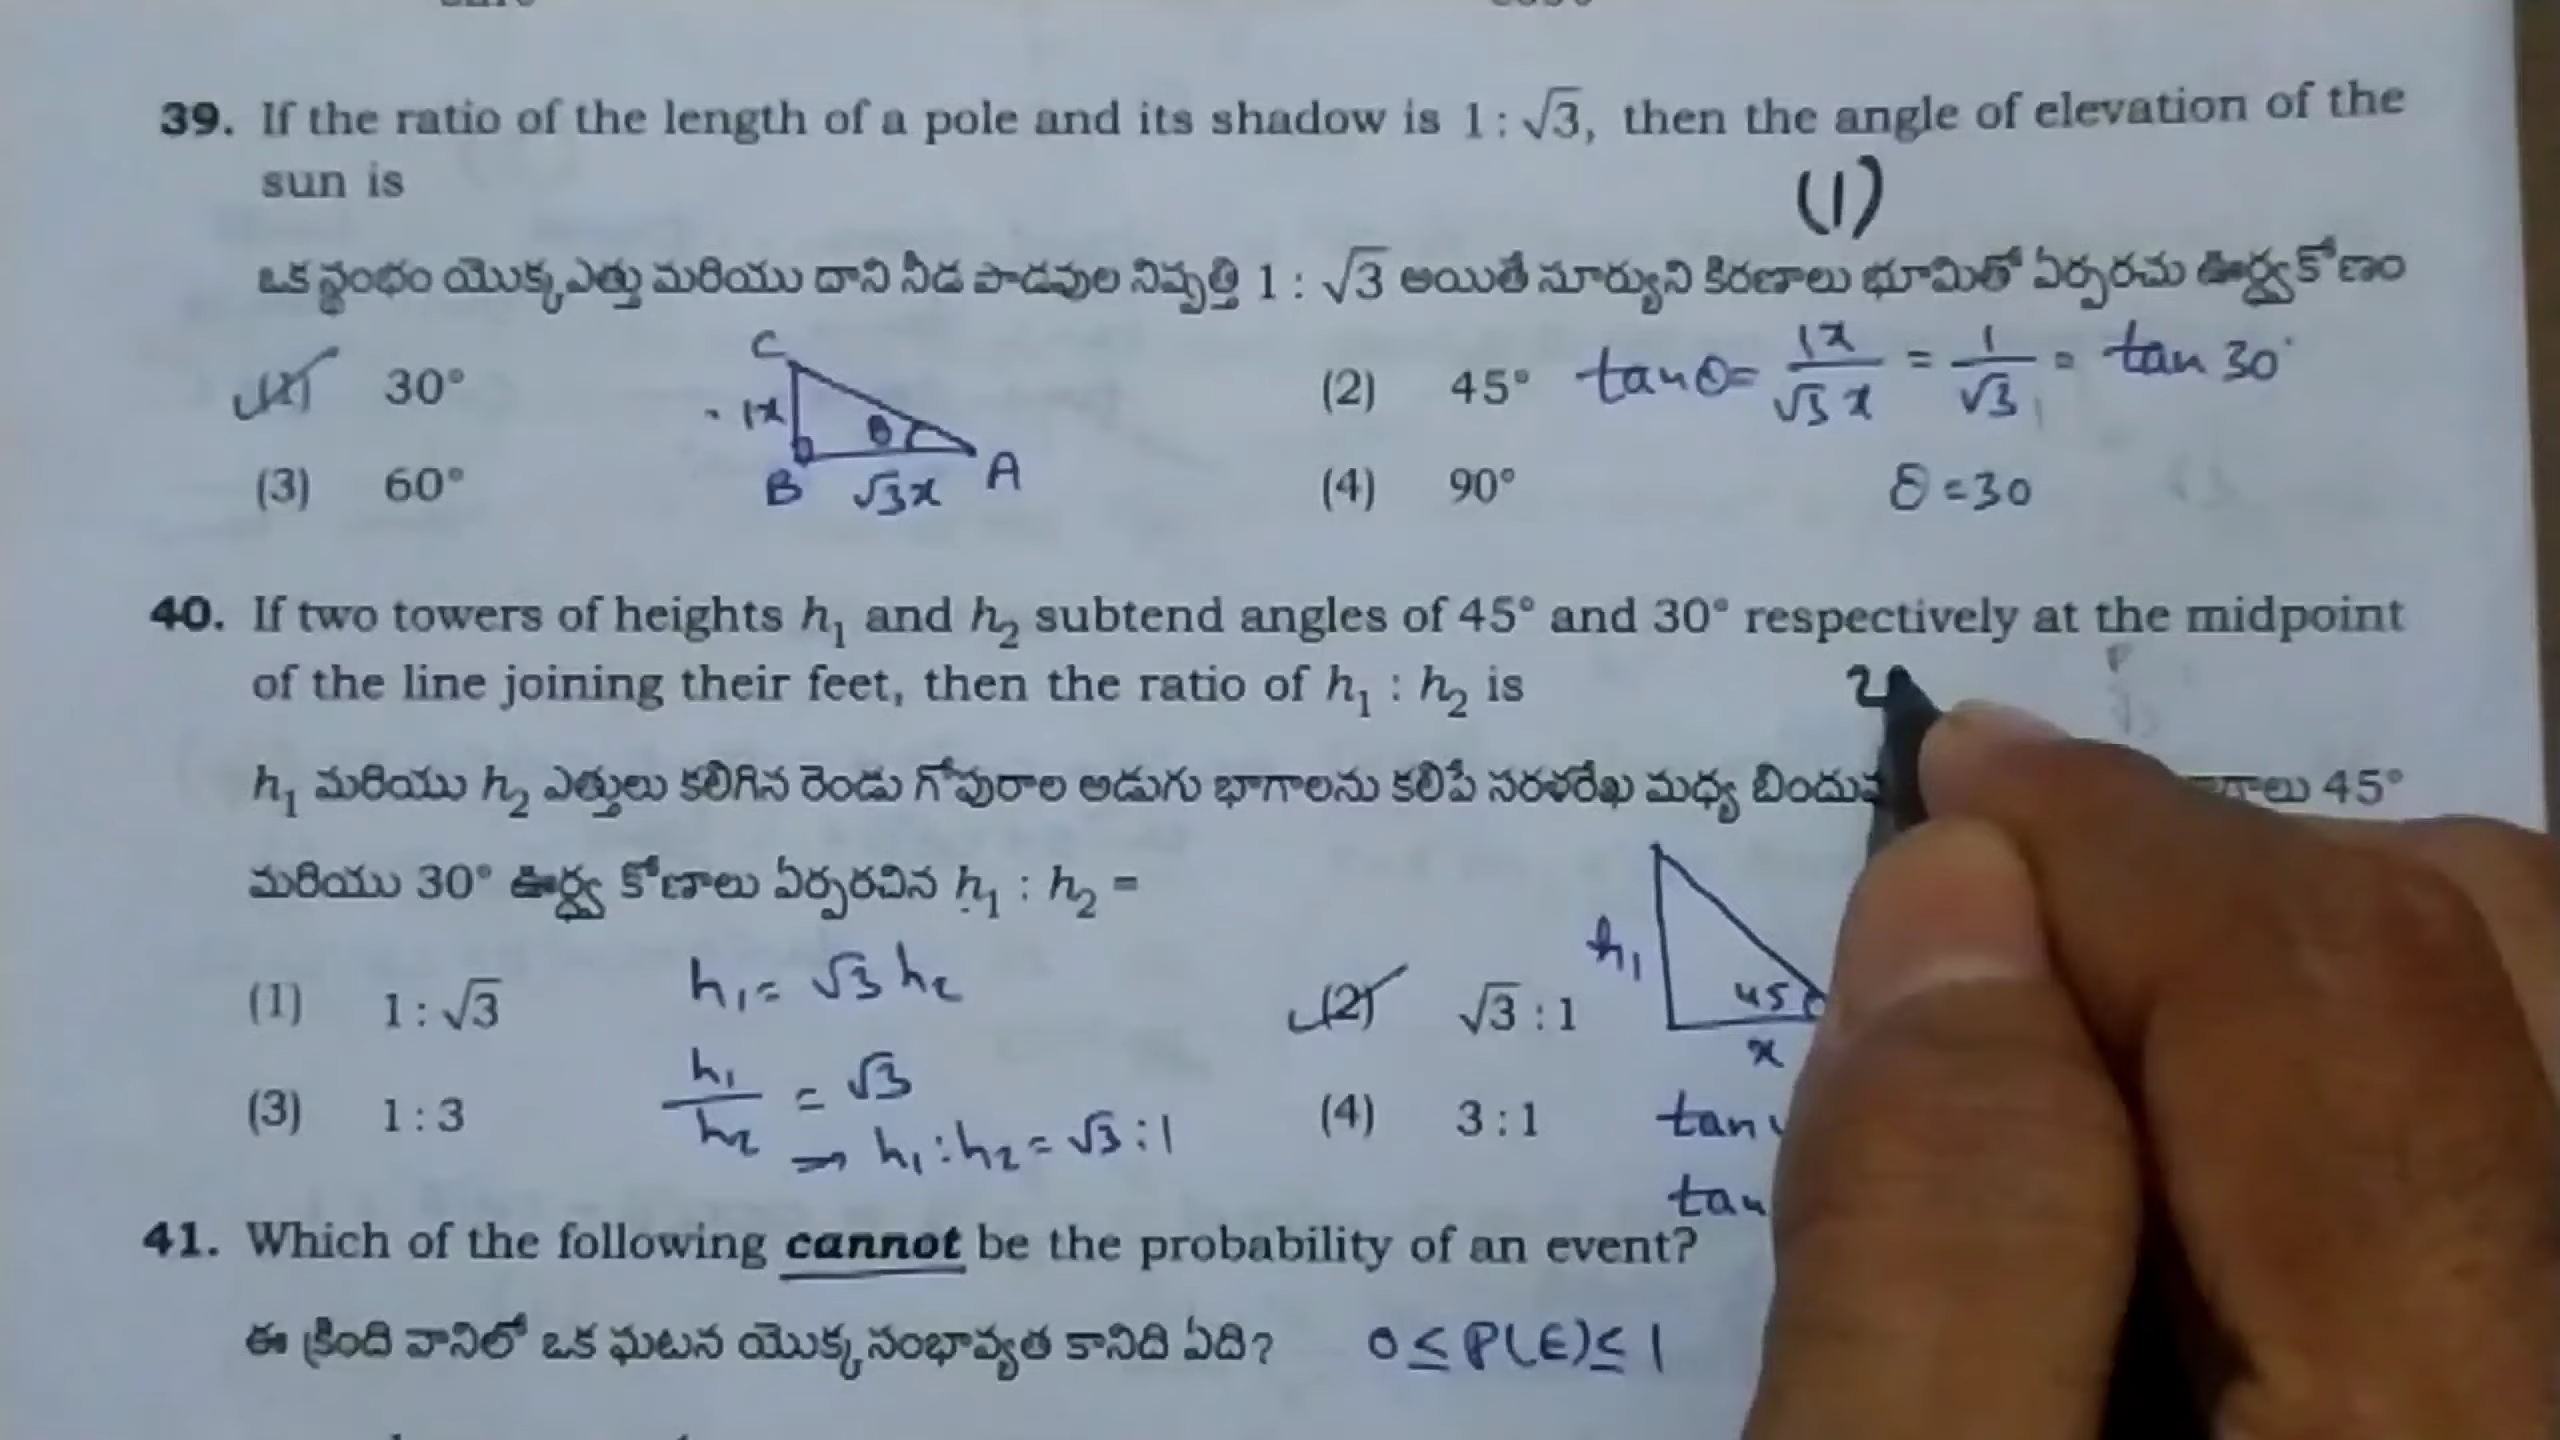 39. If the ratio of the length of a pole and its shadow is 1 : √3, then the angle of elevation of the
sun is
(1)
ఒక స్తంభం యొక్క ఎత్తు మరియు దాని నీడ పొడవుల నిష్పత్తి 1 : √3 అయితే సూర్యుని కిరణాలు భూమితో ఏర్పరచు ఊర్ధ్వ కోణం
(1) 30°
C
1x
θ
B √3x A
(2) 45° tanθ = 1x/√3x = 1/√3 = tan 30°
(3) 60°
(4) 90° θ = 30
40. If two towers of heights h₁ and h₂ subtend angles of 45° and 30° respectively at the midpoint
of the line joining their feet, then the ratio of h₁ : h₂ is
h₁ మరియు h₂ ఎత్తులు కలిగిన రెండు గోపురాల అడుగు భాగాలను కలిపే సరళరేఖ మధ్య 45°
మరియు 30° ఊర్ధ్వ కోణాలు ఏర్పరచిన h₁ : h₂ =
(1) 1 : √3 h₁ = √3 h₂
(2) √3 : 1
h₁
45
x
(3) 1 : 3 h₁/h₂ = √3
⇒ h₁ : h₂ = √3 : 1
(4) 3 : 1 tan
tan
41. Which of the following cannot be the probability of an event?
ఈ క్రింది వానిలో ఒక ఘటన యొక్క సంభావ్యత కానిది ఏది? 0 ≤ P(E) ≤ 1